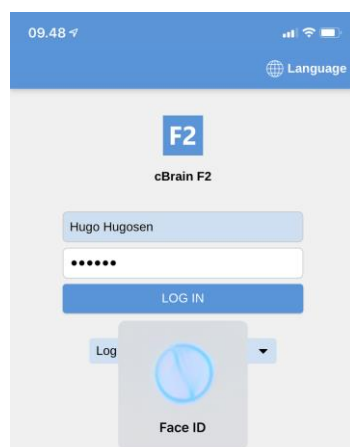 09.48
Language
F2
cBrain F2
Hugo Hugosen
••••••
LOG IN
Log
Face ID